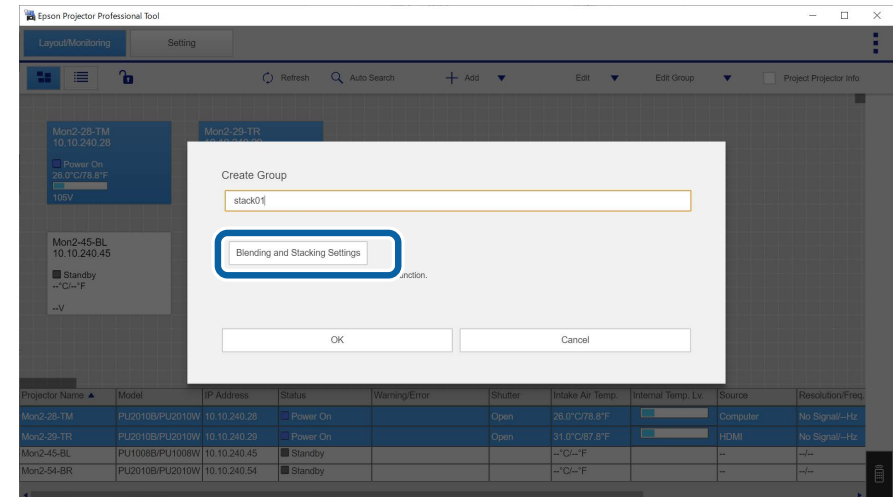 Epson Projector Professional Tool
Layout/Monitoring Setting
Refresh Auto Search Add Edit Edit Group Project Projector Info
Mon2-28-TM Mon2-29-TR
10.10.240.28 10.10.240.29
Power On
26.0°C/78.8°F
105V
Create Group
stack01
Blending and Stacking Settings
unction.
Mon2-45-BL
10.10.240.45
Standby
--°C/--°F
--V
OK Cancel
Projector Name Model IP Address Status Warning/Error Shutter Intake Air Temp. Internal Temp. Lv. Source Resolution/Freq.
Mon2-28-TM PU2010B/PU2010W 10.10.240.28 Power On Open 26.0°C/78.8°F Computer No Signal/--Hz
Mon2-29-TR PU2010B/PU2010W 10.10.240.29 Power On Open 31.0°C/87.8°F HDMI No Signal/--Hz
Mon2-45-BL PU1008B/PU1008W 10.10.240.45 Standby --°C/--°F -- --/--
Mon2-54-BR PU2010B/PU2010W 10.10.240.54 Standby --°C/--°F -- --/--